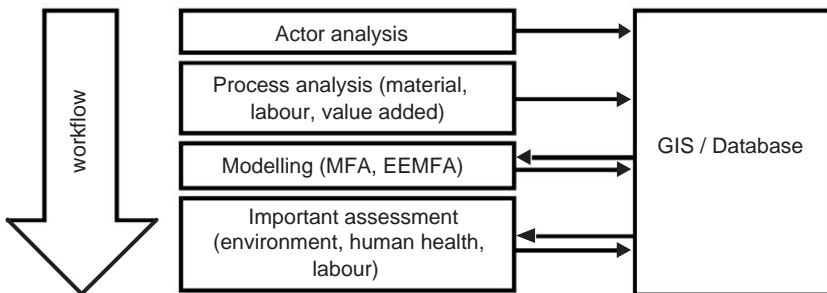 workflow
Actor analysis
Process analysis (material,
labour, value added)
Modelling (MFA, EEMFA)
Important assessment
(environment, human health,
labour)
GIS / Database